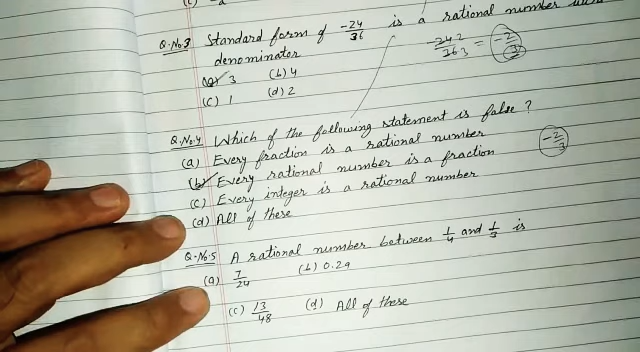 Q.No.3 Standard form of -24/36 is a rational number
denominator
(a) 3 (b) 4
(c) 1 (d) 2
-24 2 / 36 3 = -2/3
Q.No.4 Which of the following statement is false?
(a) Every fraction is a rational number
(b) Every rational number is a fraction
-2/3
(c) Every integer is a rational number
(d) All of these
Q.No.5 A rational number between 1/4 and 1/3 is
(a) 7/24 (b) 0.29
(c) 13/48 (d) All of these